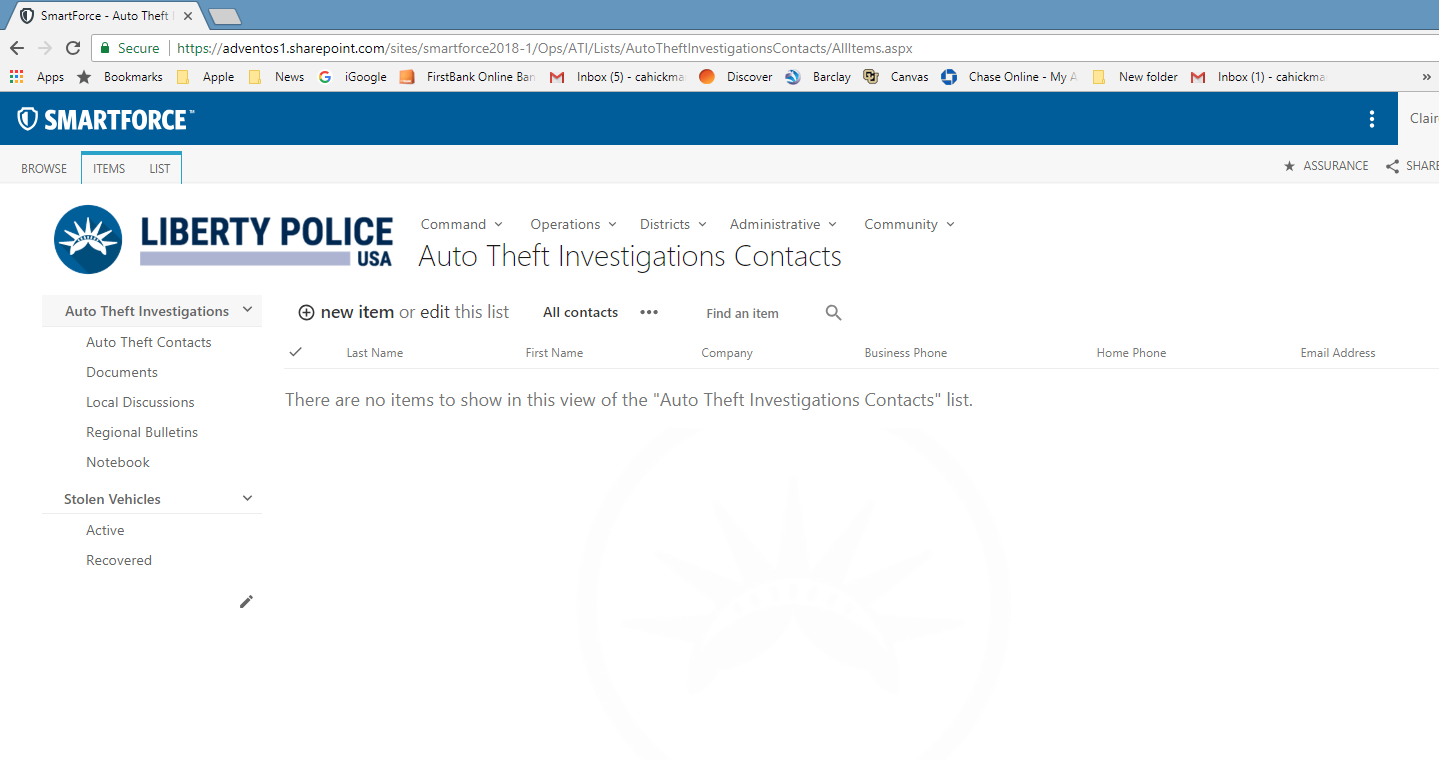 SmartForce - Auto Theft
Secure https://adventos1.sharepoint.com/sites/smartforce2018-1/Ops/ATI/Lists/AutoTheftInvestigationsContacts/AllItems.aspx
Apps Bookmarks Apple News iGoogle FirstBank Online Ban Inbox (5) - cahickma Discover Barclay Canvas Chase Online - My A New folder Inbox (1) - cahickma »
SMARTFORCE™ Clair
BROWSE ITEMS LIST ASSURANCE SHARE
LIBERTY POLICE
USA
Command Operations Districts Administrative Community
Auto Theft Investigations Contacts
Auto Theft Investigations
Auto Theft Contacts
Documents
Local Discussions
Regional Bulletins
Notebook
Stolen Vehicles
Active
Recovered
new item or edit this list All contacts ••• Find an item
Last Name First Name Company Business Phone Home Phone Email Address
There are no items to show in this view of the "Auto Theft Investigations Contacts" list.